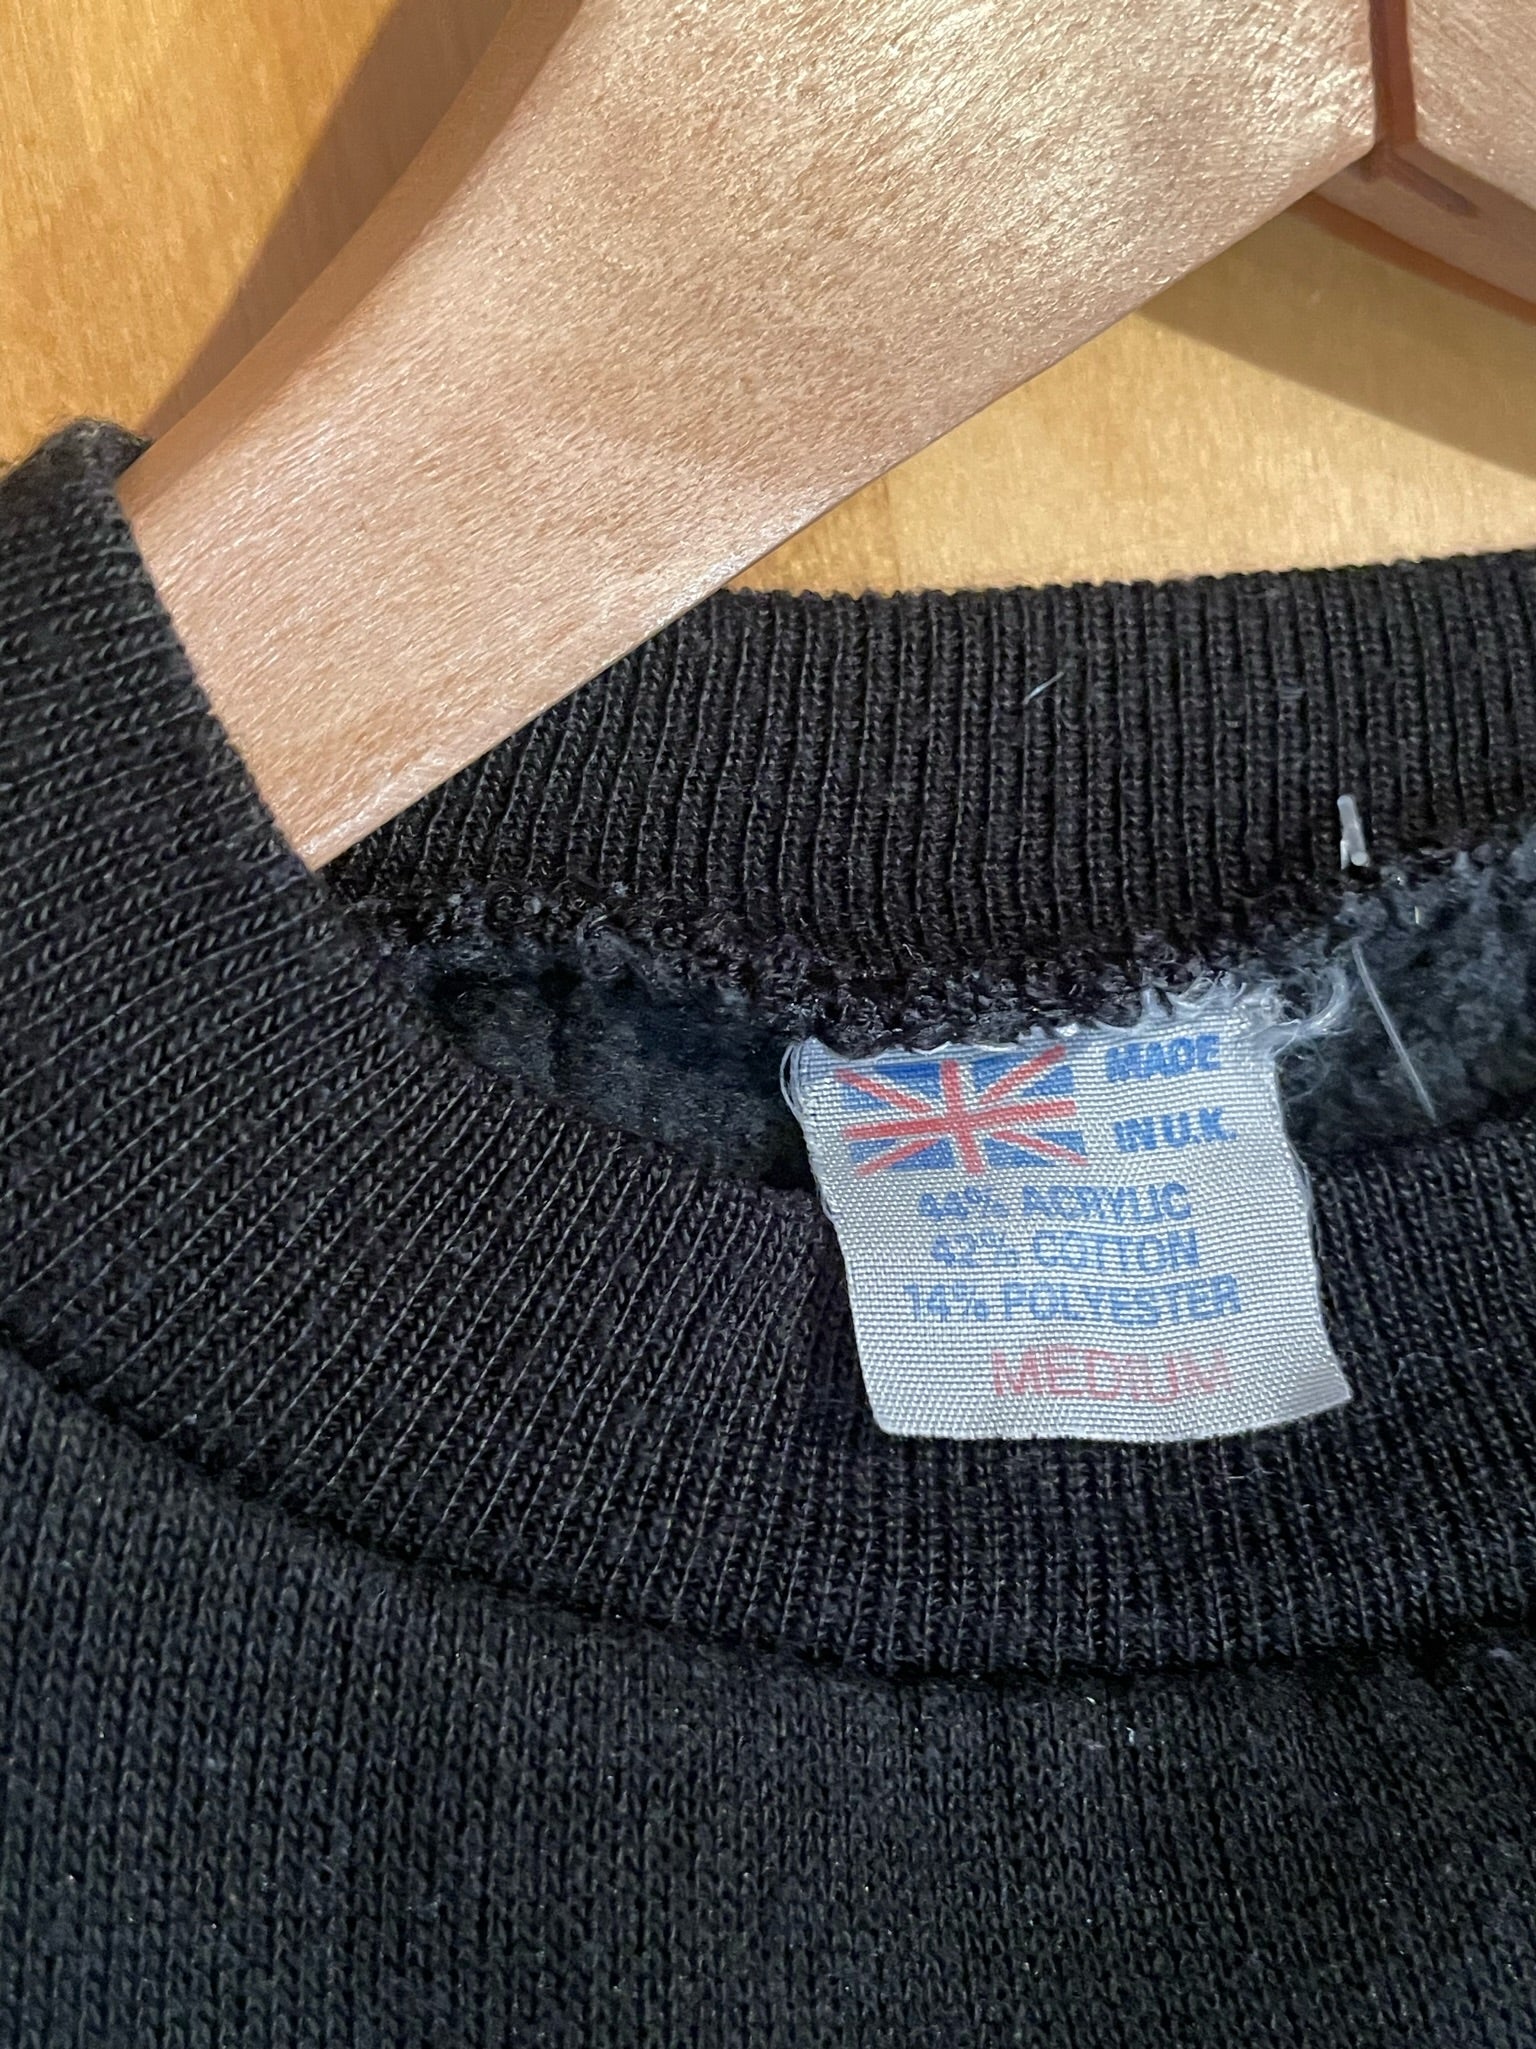 MADE
IN U.K.
44% ACRYLIC
42% COTTON
14% POLYESTER
MEDIUM